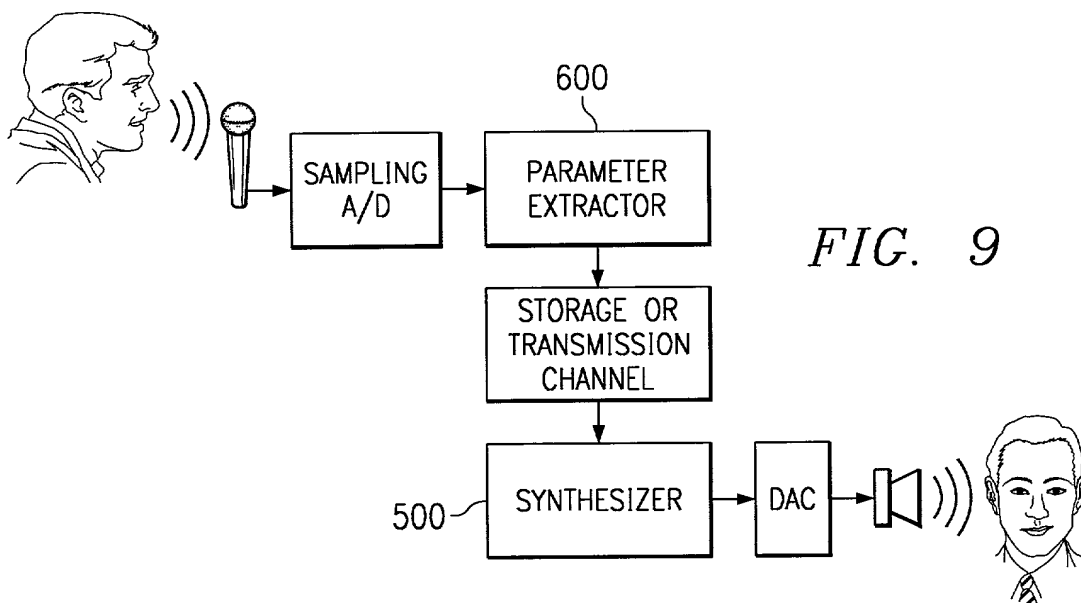 600
SAMPLING
A/D
PARAMETER
EXTRACTOR
FIG. 9
STORAGE OR
TRANSMISSION
CHANNEL
500
SYNTHESIZER
DAC